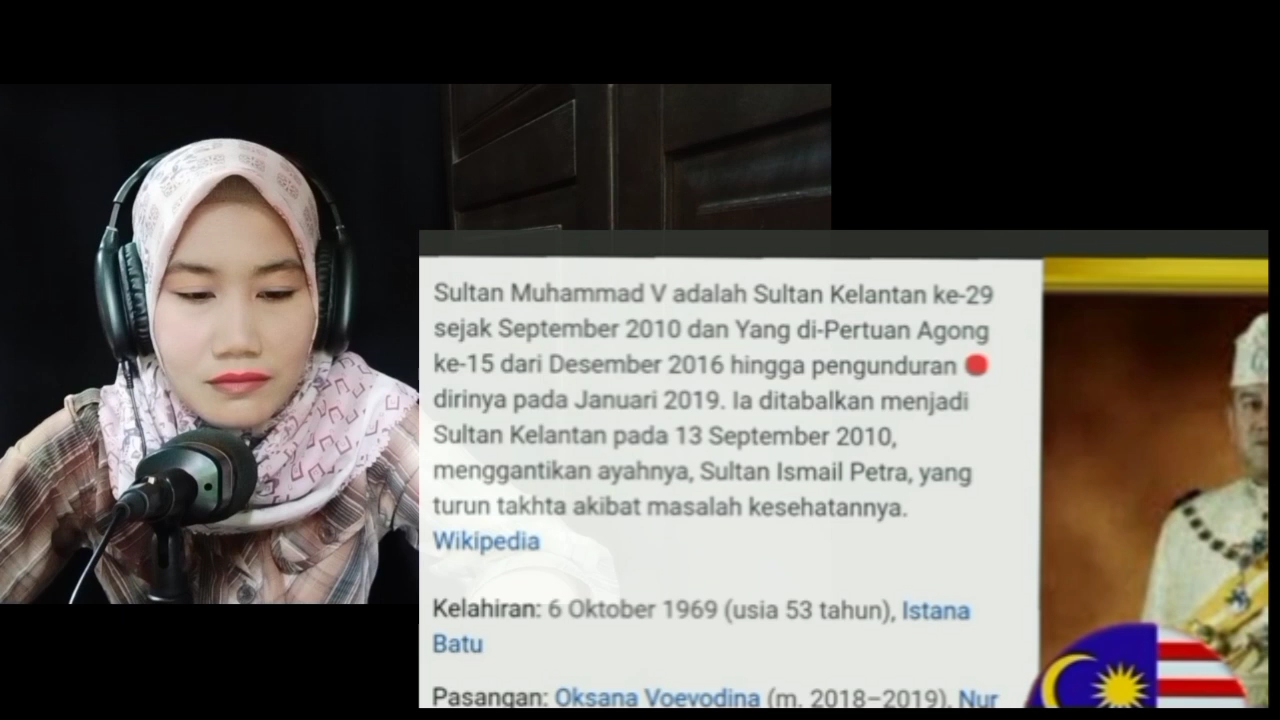 Sultan Muhammad V adalah Sultan Kelantan ke-29
sejak September 2010 dan Yang di-Pertuan Agong
ke-15 dari Desember 2016 hingga pengunduran
dirinya pada Januari 2019. Ia ditabalkan menjadi
Sultan Kelantan pada 13 September 2010,
menggantikan ayahnya, Sultan Ismail Petra, yang
turun takhta akibat masalah kesehatannya.
Wikipedia
Kelahiran: 6 Oktober 1969 (usia 53 tahun), Istana
Batu
Pasangan: Oksana Voevodina (m. 2018–2019), Nur